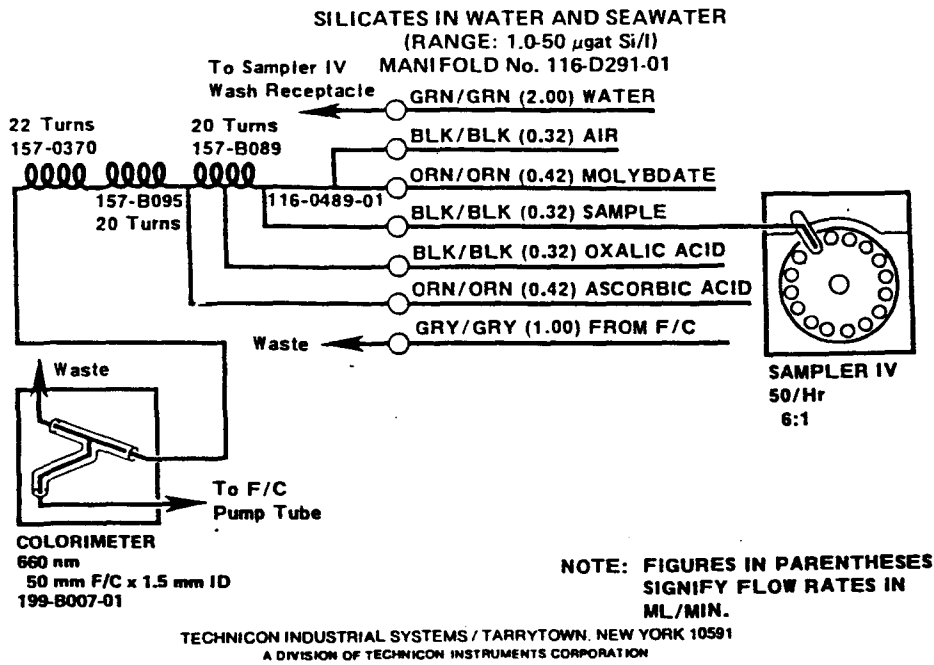 SILICATES IN WATER AND SEAWATER
(RANGE: 1.0-50 µgat Si/l)
MANIFOLD No. 116-D291-01
To Sampler IV
Wash Receptacle
GRN/GRN (2.00) WATER
22 Turns
157-0370
20 Turns
157-B089
BLK/BLK (0.32) AIR
ORN/ORN (0.42) MOLYBDATE
157-B095
20 Turns
116-0489-01
BLK/BLK (0.32) SAMPLE
BLK/BLK (0.32) OXALIC ACID
ORN/ORN (0.42) ASCORBIC ACID
Waste
GRY/GRY (1.00) FROM F/C
SAMPLER IV
50/Hr
6:1
Waste
To F/C
Pump Tube
COLORIMETER
660 nm
50 mm F/C x 1.5 mm ID
199-B007-01
NOTE: FIGURES IN PARENTHESES
SIGNIFY FLOW RATES IN
ML/MIN.
TECHNICON INDUSTRIAL SYSTEMS / TARRYTOWN. NEW YORK 10591
A DIVISION OF TECHNICON INSTRUMENTS CORPORATION